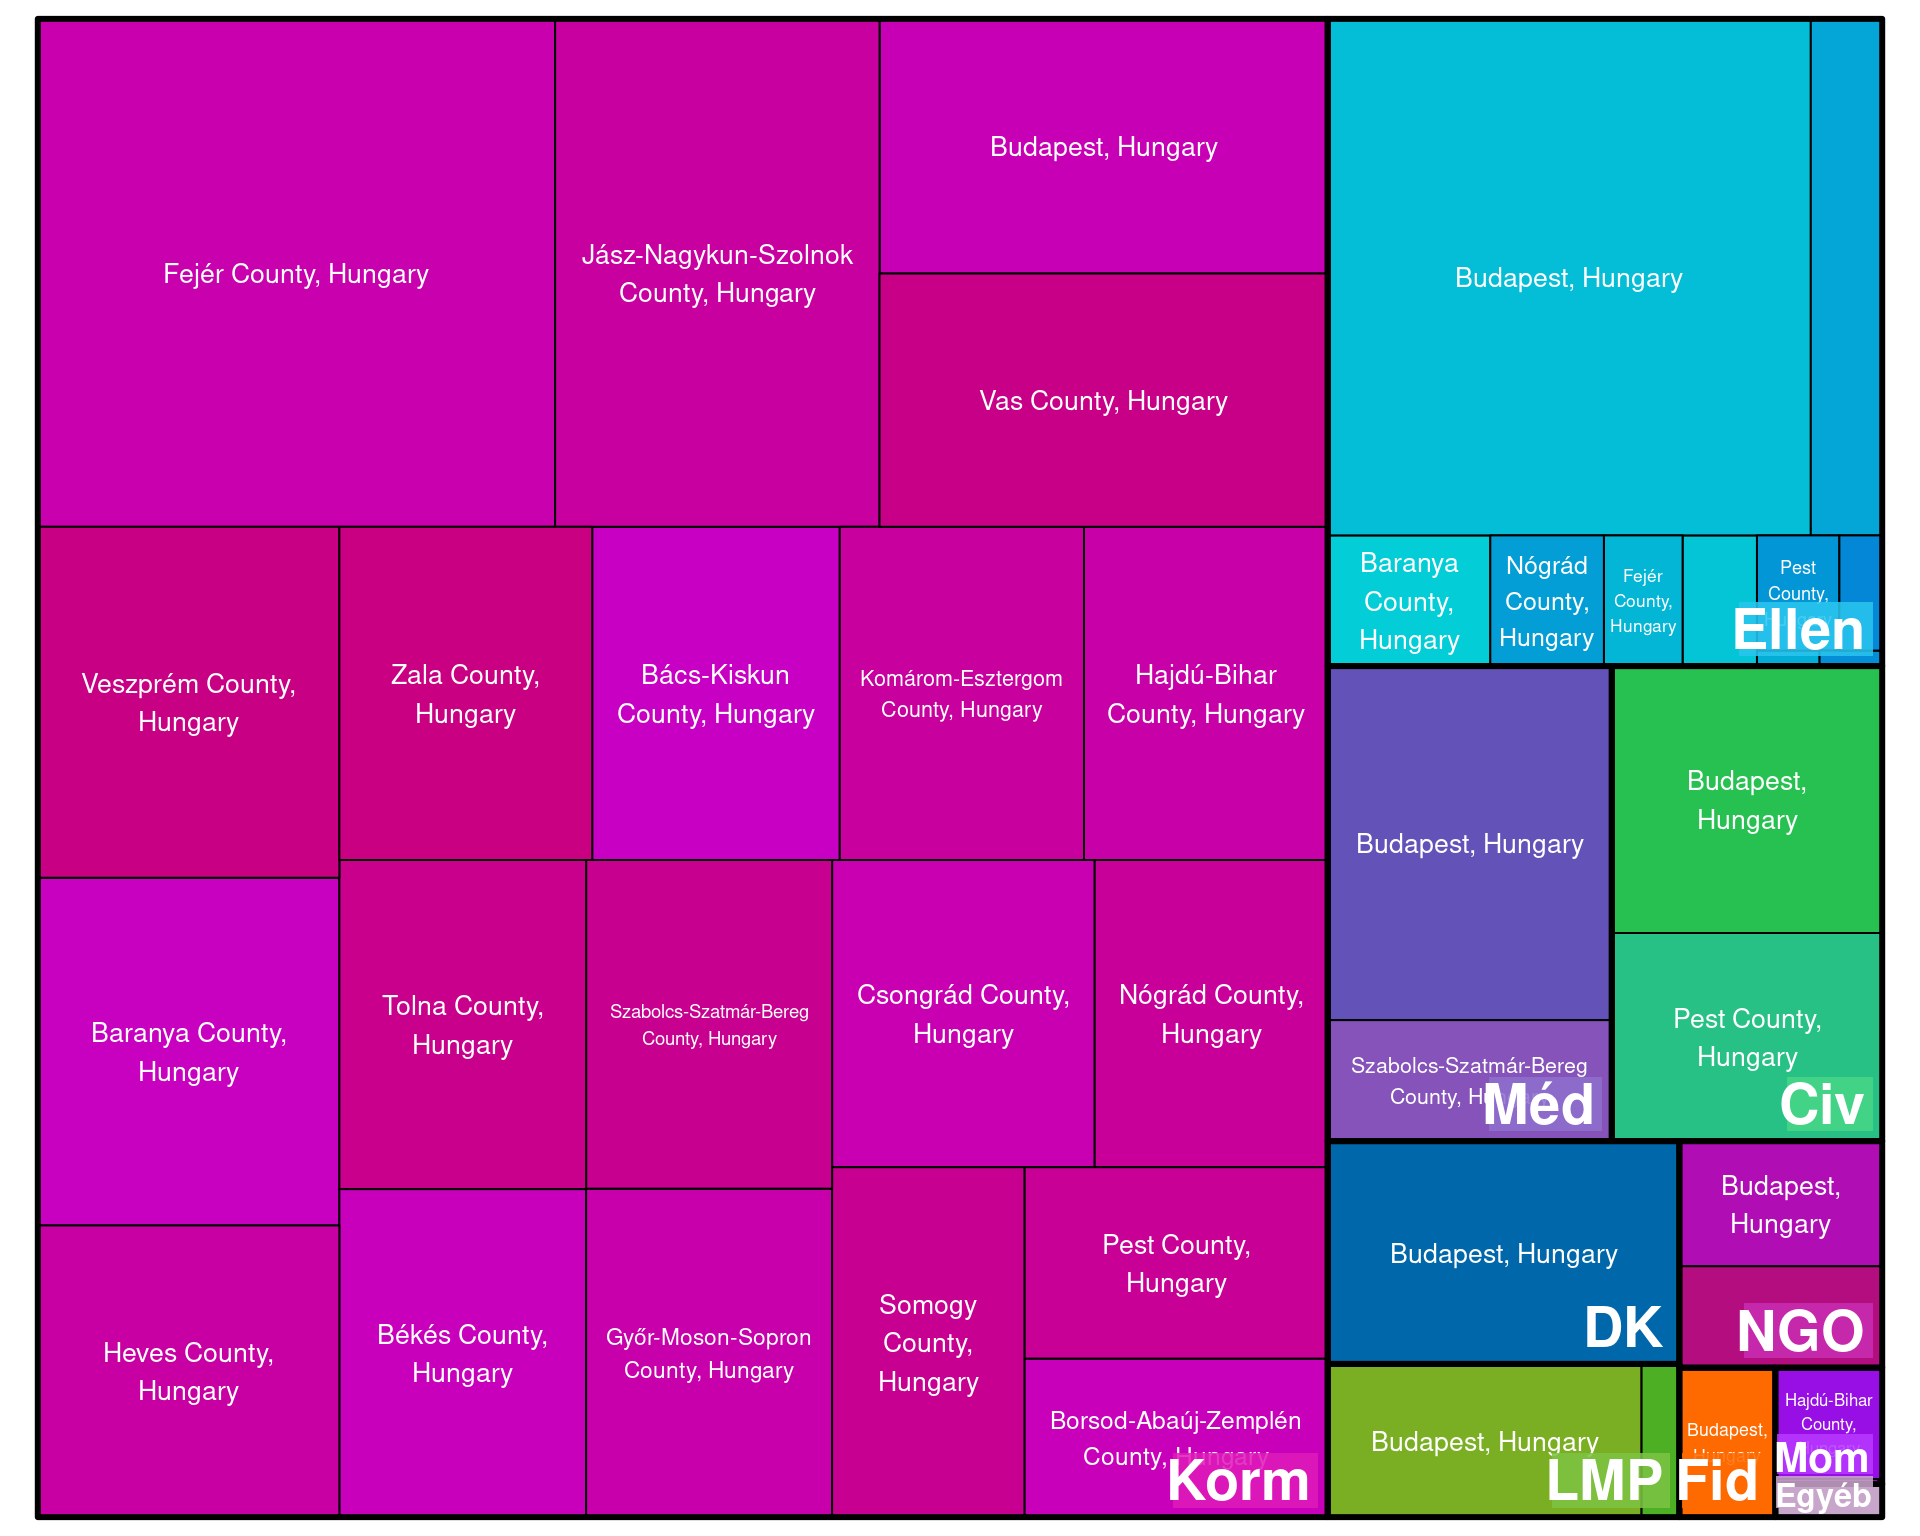 Fejér County, Hungary
Jász-Nagykun-Szolnok
County, Hungary
Budapest, Hungary
Vas County, Hungary
Veszprém County,
Hungary
Zala County,
Hungary
Bács-Kiskun
County, Hungary
Komárom-Esztergom
County, Hungary
Hajdú-Bihar
County, Hungary
Baranya County,
Hungary
Tolna County,
Hungary
Szabolcs-Szatmár-Bereg
County, Hungary
Csongrád County,
Hungary
Nógrád County,
Hungary
Heves County,
Hungary
Békés County,
Hungary
Győr-Moson-Sopron
County, Hungary
Somogy
County,
Hungary
Pest County,
Hungary
Borsod-Abaúj-Zemplén
County, Hungary
Korm
Budapest, Hungary
Baranya
County,
Hungary
Nógrád
County,
Hungary
Fejér
County,
Hungary
Pest
County,
Ellen
Budapest, Hungary
Szabolcs-Szatmár-Bereg
County,
Méd
Budapest,
Hungary
Pest County,
Hungary
Civ
Budapest, Hungary
DK
Budapest,
Hungary
NGO
Budapest, Hungary
LMP
Budapest,
Hungary
Fid
Hajdú-Bihar
County,
Mom
Egyéb